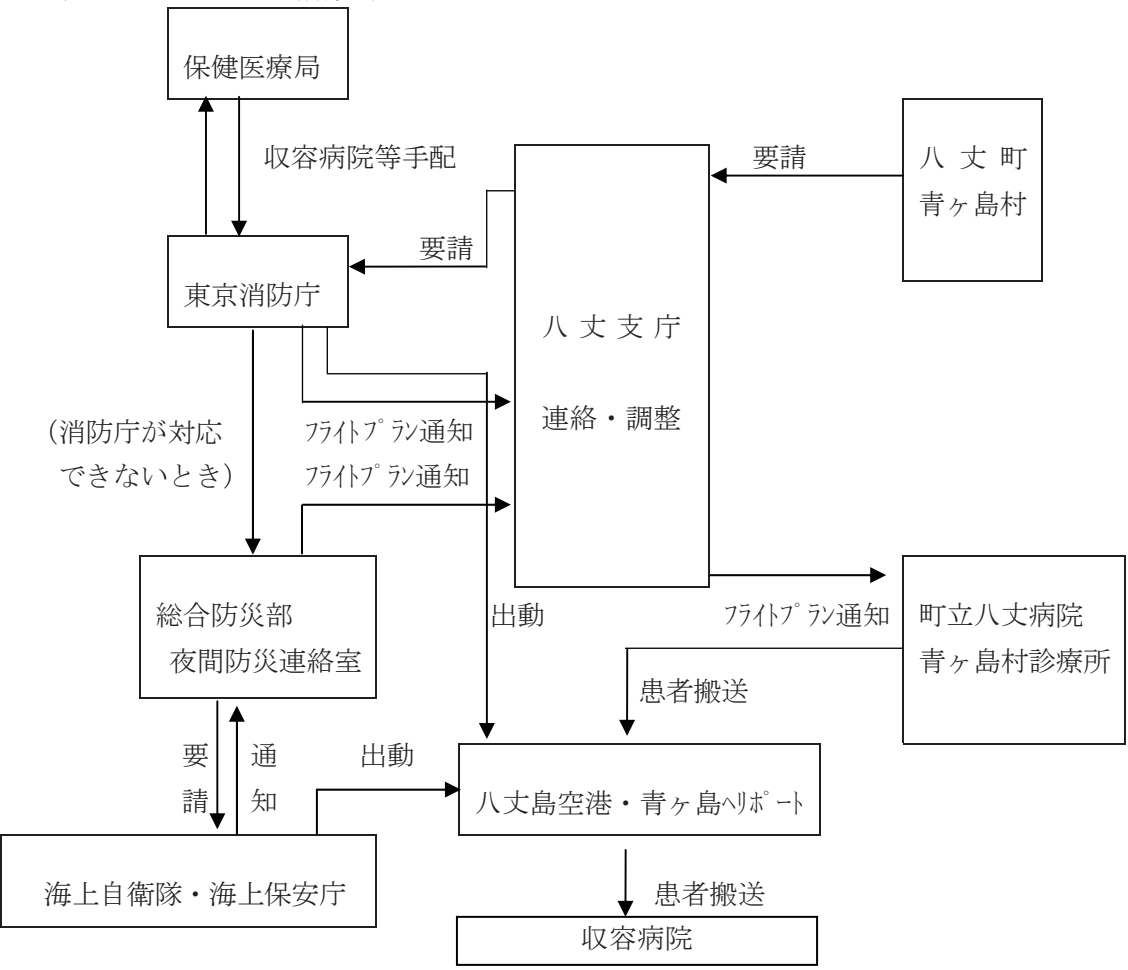 保健医療局
収容病院等手配
要請
八 丈 町
青ヶ島村
要請
東京消防庁
八 丈 支 庁
連絡・調整
（消防庁が対応
できないとき）
ﾌﾗｲﾄﾌﾟﾗﾝ通知
ﾌﾗｲﾄﾌﾟﾗﾝ通知
総合防災部
夜間防災連絡室
出動
ﾌﾗｲﾄﾌﾟﾗﾝ通知
町立八丈病院
青ヶ島村診療所
患者搬送
要請
通知
出動
八丈島空港・青ヶ島ﾍﾘﾎﾟｰﾄ
海上自衛隊・海上保安庁
患者搬送
収容病院